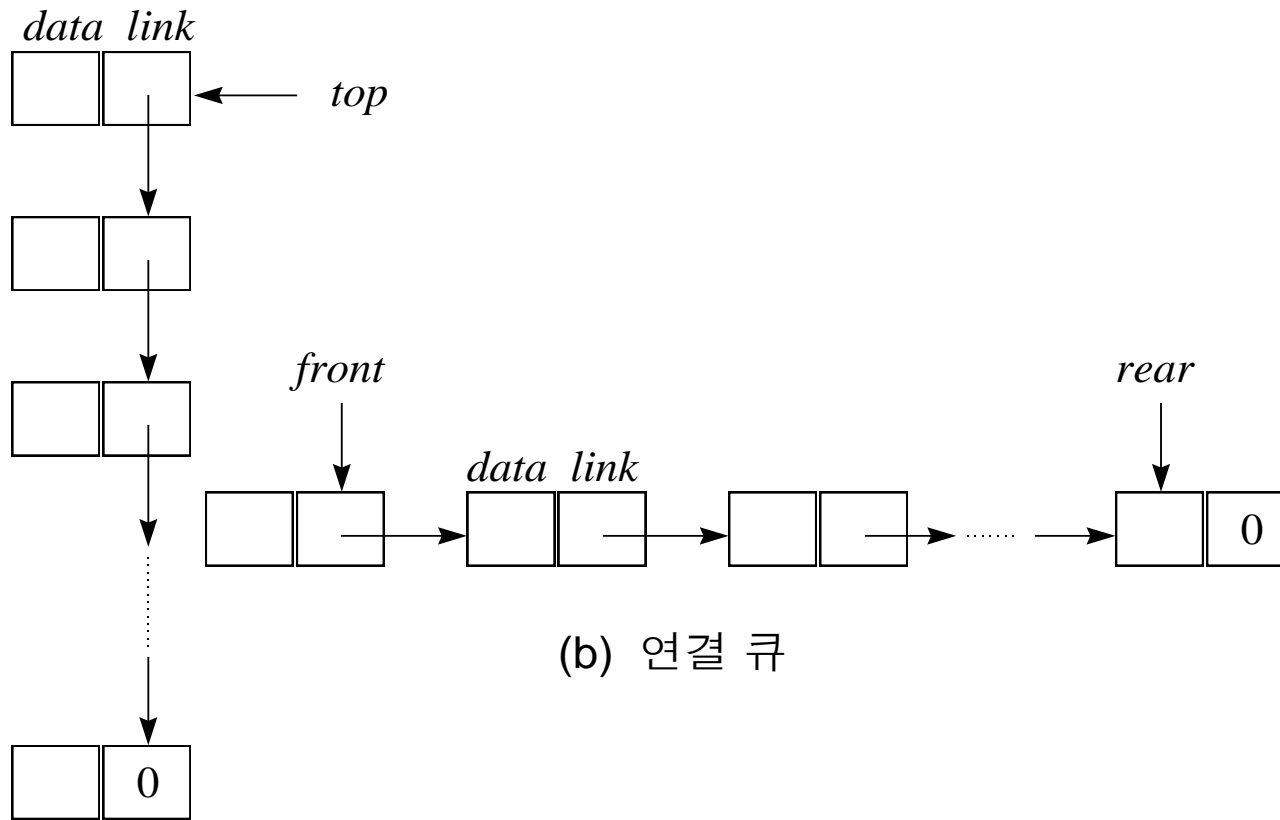 data link
top
front
rear
data link
0
(b) 연결 큐
0